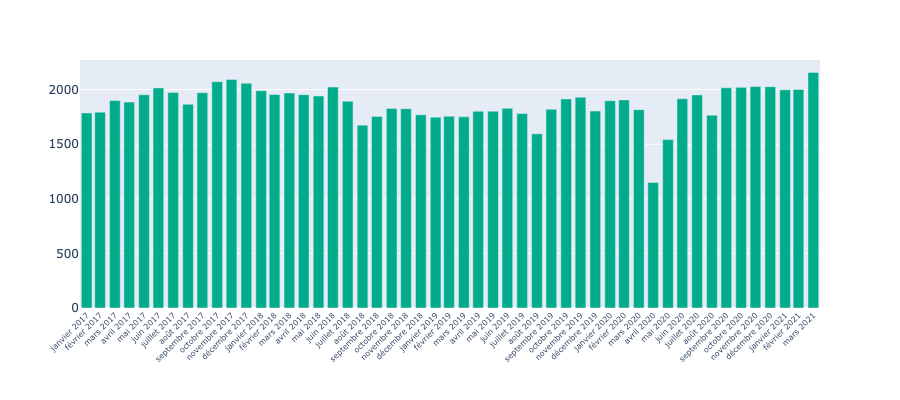 2000
1500
1000
500
0
janvier 2017
février 2017
mars 2017
avril 2017
mai 2017
juin 2017
juillet 2017
août 2017
septembre 2017
octobre 2017
novembre 2017
décembre 2017
janvier 2018
février 2018
mars 2018
avril 2018
mai 2018
juin 2018
juillet 2018
août 2018
septembre 2018
octobre 2018
novembre 2018
décembre 2018
janvier 2019
février 2019
mars 2019
avril 2019
mai 2019
juin 2019
juillet 2019
août 2019
septembre 2019
octobre 2019
novembre 2019
décembre 2019
janvier 2020
février 2020
mars 2020
avril 2020
mai 2020
juin 2020
juillet 2020
août 2020
septembre 2020
octobre 2020
novembre 2020
décembre 2020
janvier 2021
février 2021
mars 2021